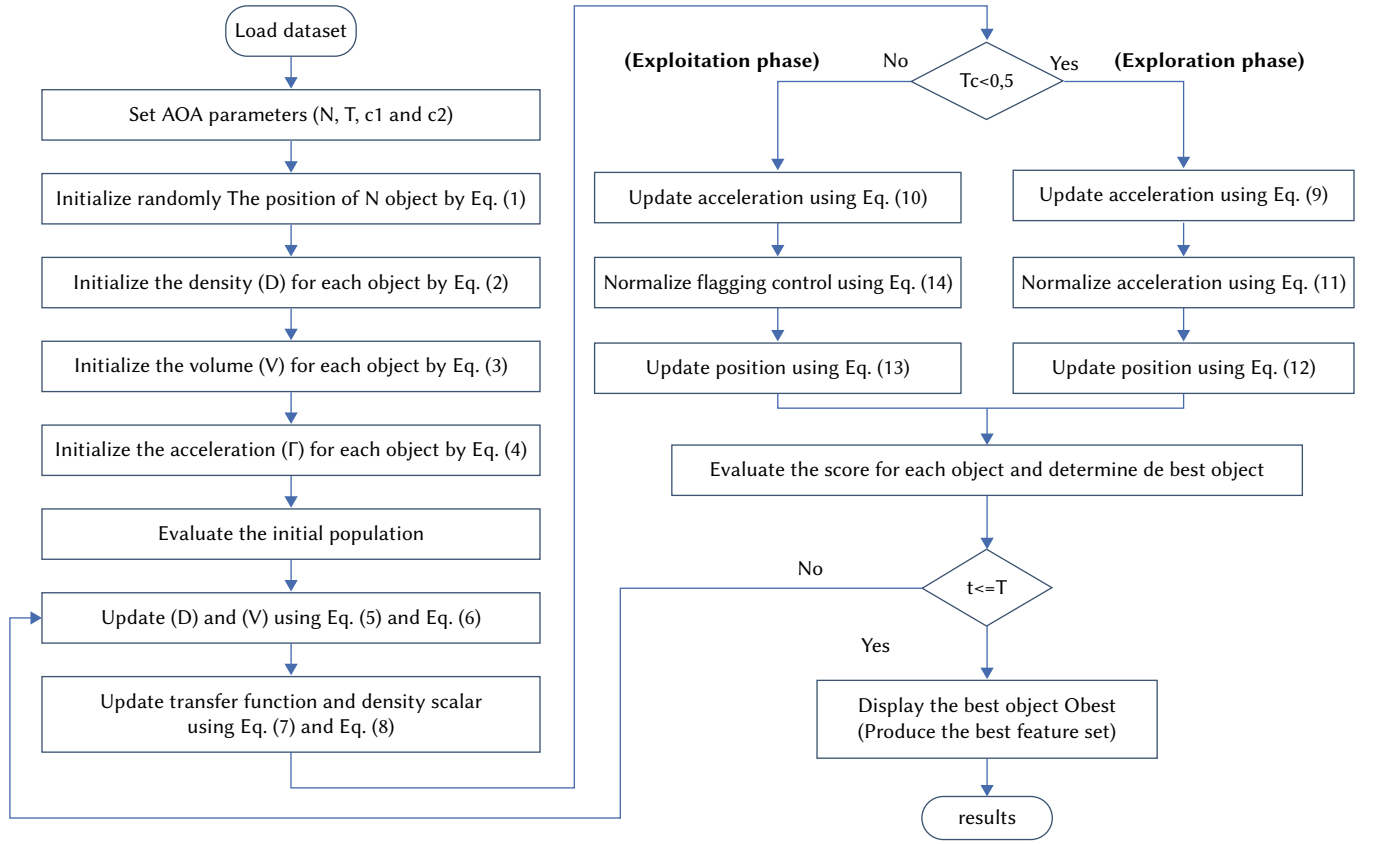 Load dataset
Set AOA parameters (N, T, c1 and c2)
Initialize randomly The position of N object by Eq. (1)
Initialize the density (D) for each object by Eq. (2)
Initialize the volume (V) for each object by Eq. (3)
Initialize the acceleration (Γ) for each object by Eq. (4)
Evaluate the initial population
Update (D) and (V) using Eq. (5) and Eq. (6)
Update transfer function and density scalar
using Eq. (7) and Eq. (8)
Tc<0,5
No
Yes
(Exploitation phase)
(Exploration phase)
Update acceleration using Eq. (10)
Normalize flagging control using Eq. (14)
Update position using Eq. (13)
Update acceleration using Eq. (9)
Normalize acceleration using Eq. (11)
Update position using Eq. (12)
Evaluate the score for each object and determine de best object
t<=T
No
Yes
Display the best object Obest
(Produce the best feature set)
results